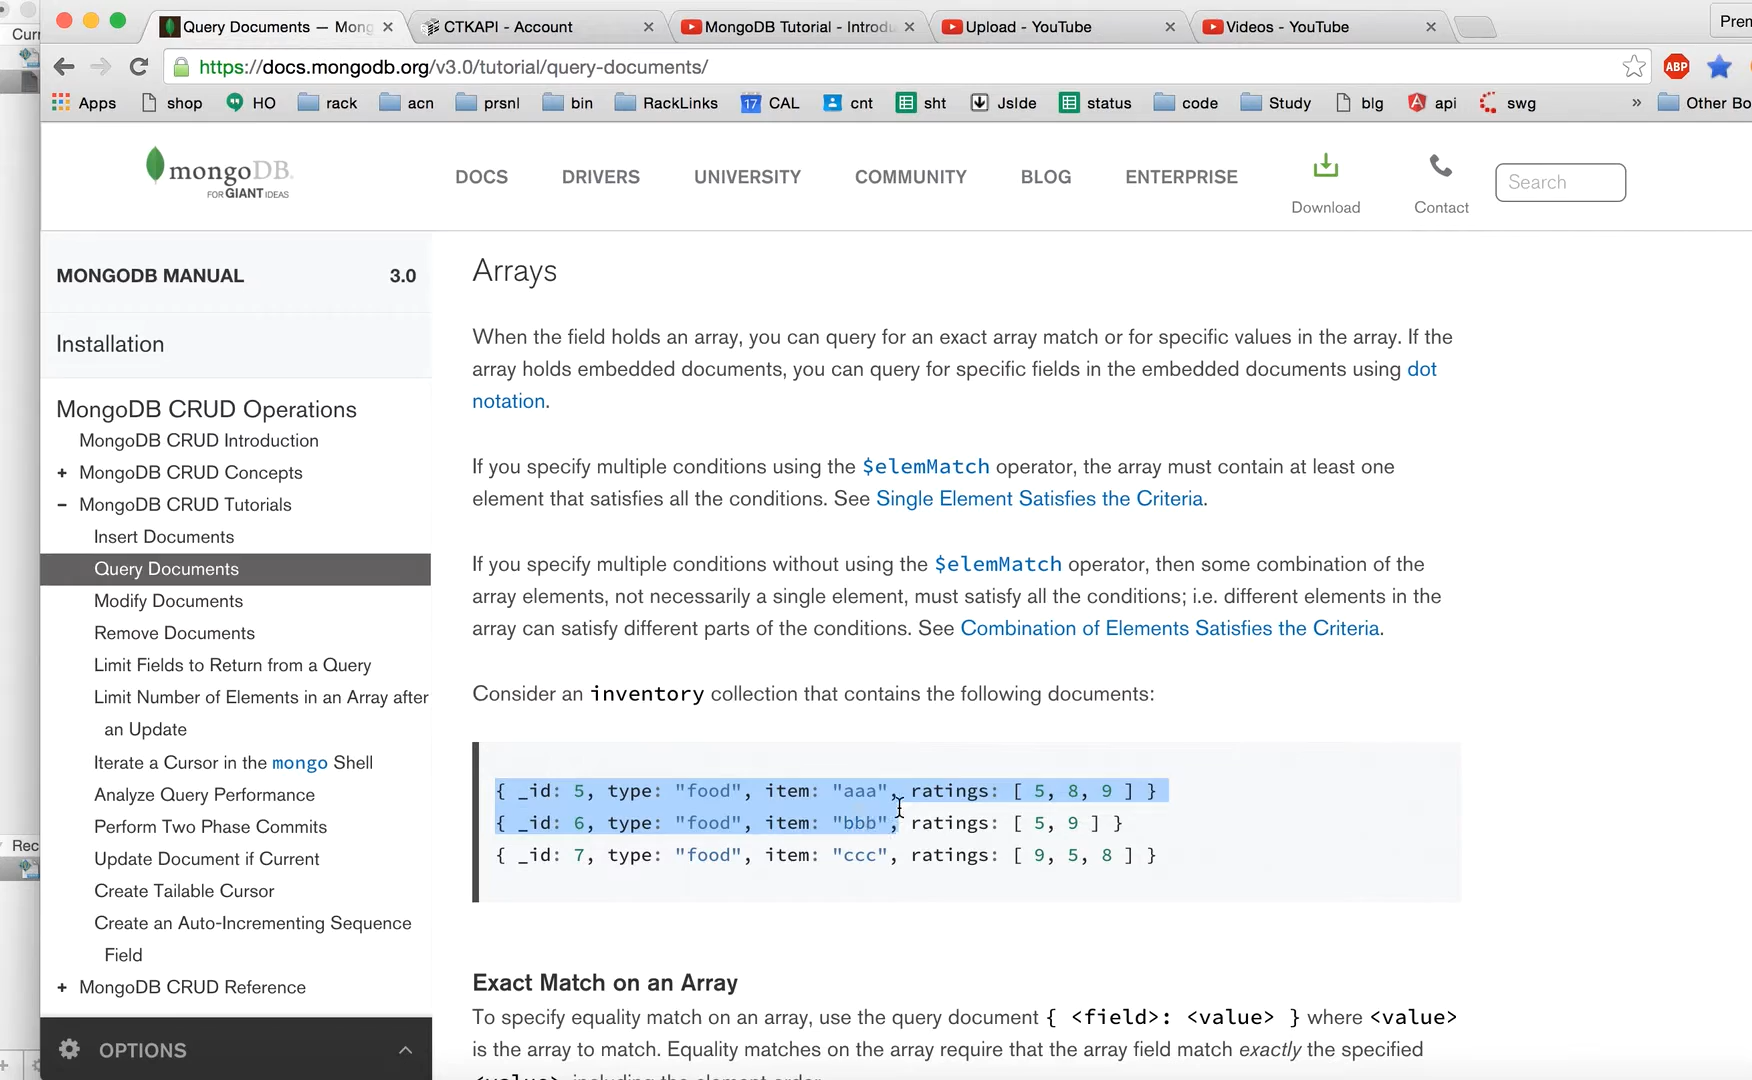 Query Documents — Mong
CTKAPI - Account
MongoDB Tutorial - Introdu
Upload - YouTube
Videos - YouTube
Pren
Curr
https://docs.mongodb.org/v3.0/tutorial/query-documents/
ABP
Apps
shop
HO
rack
acn
prsnl
bin
RackLinks
17 CAL
cnt
sht
JsIde
status
code
Study
blg
api
swg
»
Other Bo
mongoDB.
FOR GIANT IDEAS
DOCS
DRIVERS
UNIVERSITY
COMMUNITY
BLOG
ENTERPRISE
Download
Contact
Search
MONGODB MANUAL 3.0
Installation
MongoDB CRUD Operations
MongoDB CRUD Introduction
+ MongoDB CRUD Concepts
– MongoDB CRUD Tutorials
Insert Documents
Query Documents
Modify Documents
Remove Documents
Limit Fields to Return from a Query
Limit Number of Elements in an Array after
an Update
Iterate a Cursor in the mongo Shell
Analyze Query Performance
Perform Two Phase Commits
Rec
Update Document if Current
Create Tailable Cursor
Create an Auto-Incrementing Sequence
Field
+ MongoDB CRUD Reference
OPTIONS
Arrays
When the field holds an array, you can query for an exact array match or for specific values in the array. If the
array holds embedded documents, you can query for specific fields in the embedded documents using dot
notation.
If you specify multiple conditions using the $elemMatch operator, the array must contain at least one
element that satisfies all the conditions. See Single Element Satisfies the Criteria.
If you specify multiple conditions without using the $elemMatch operator, then some combination of the
array elements, not necessarily a single element, must satisfy all the conditions; i.e. different elements in the
array can satisfy different parts of the conditions. See Combination of Elements Satisfies the Criteria.
Consider an inventory collection that contains the following documents:
{ _id: 5, type: "food", item: "aaa", ratings: [ 5, 8, 9 ] }
{ _id: 6, type: "food", item: "bbb", ratings: [ 5, 9 ] }
{ _id: 7, type: "food", item: "ccc", ratings: [ 9, 5, 8 ] }
Exact Match on an Array
To specify equality match on an array, use the query document { <field>: <value> } where <value>
is the array to match. Equality matches on the array require that the array field match exactly the specified
<value>, including the element order.